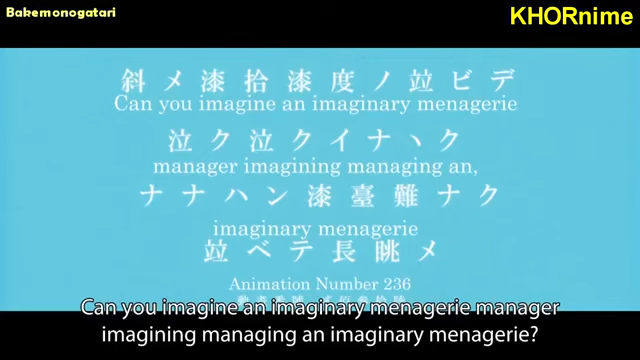 Bakemonogatari
KHORnime
斜メ漆拾漆度ノ竝ビデ
Can you imagine an imaginary menagerie
泣ク泣クイナヽク
manager imagining managing an,
ナナハン漆臺難ナク
imaginary menagerie
竝ベテ長眺メ
Animation Number 236
Can you imagine an imaginary menagerie manager
imagining managing an imaginary menagerie?